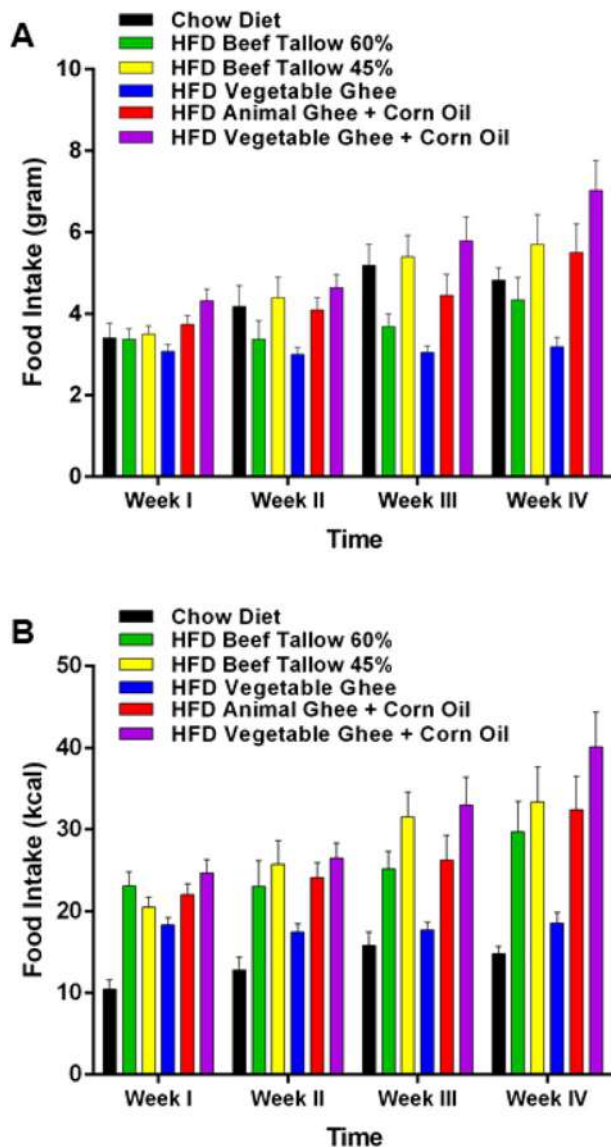 A
Chow Diet
HFD Beef Tallow 60%
HFD Beef Tallow 45%
HFD Vegetable Ghee
HFD Animal Ghee + Corn Oil
HFD Vegetable Ghee + Corn Oil
Food Intake (gram)
10
8
6
4
2
0
Week I Week II Week III Week IV
Time
B
Chow Diet
HFD Beef Tallow 60%
HFD Beef Tallow 45%
HFD Vegetable Ghee
HFD Animal Ghee + Corn Oil
HFD Vegetable Ghee + Corn Oil
Food Intake (kcal)
50
40
30
20
10
0
Week I Week II Week III Week IV
Time